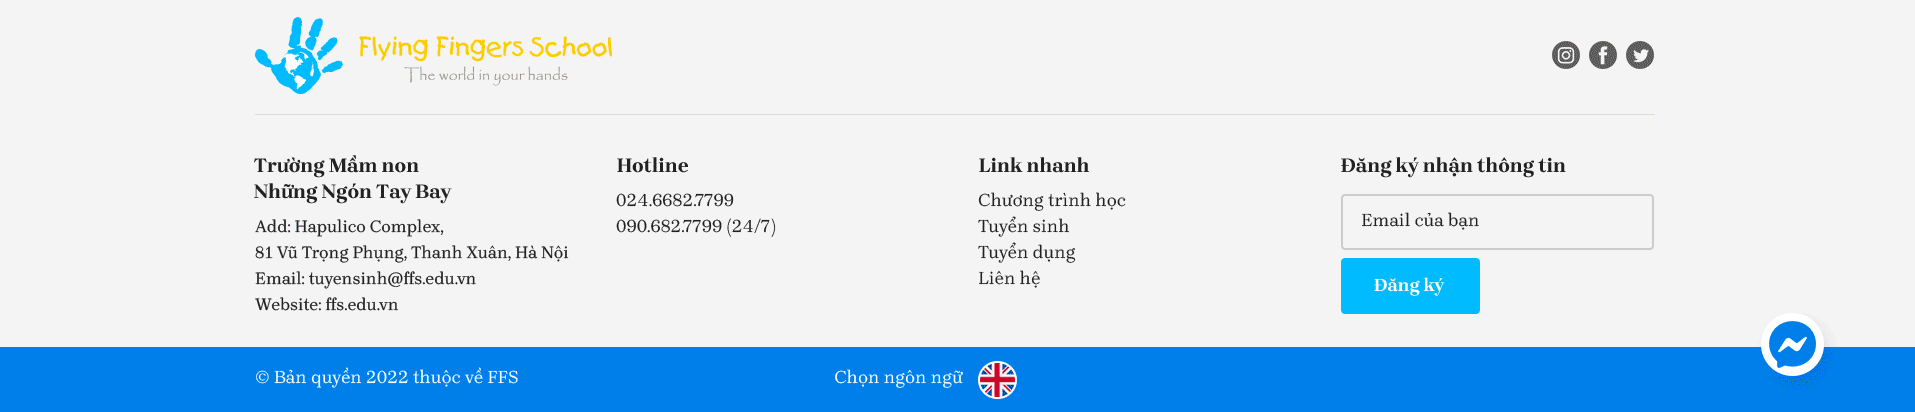 Flying Fingers School
The world in your hands
Trường Mầm non
Những Ngón Tay Bay
Add: Hapulico Complex,
81 Vũ Trọng Phụng, Thanh Xuân, Hà Nội
Email: tuyensinh@ffs.edu.vn
Website: ffs.edu.vn
Hotline
024.6682.7799
090.682.7799 (24/7)
Link nhanh
Chương trình học
Tuyển sinh
Tuyển dụng
Liên hệ
Đăng ký nhận thông tin
Email của bạn
Đăng ký
© Bản quyền 2022 thuộc về FFS
Chọn ngôn ngữ